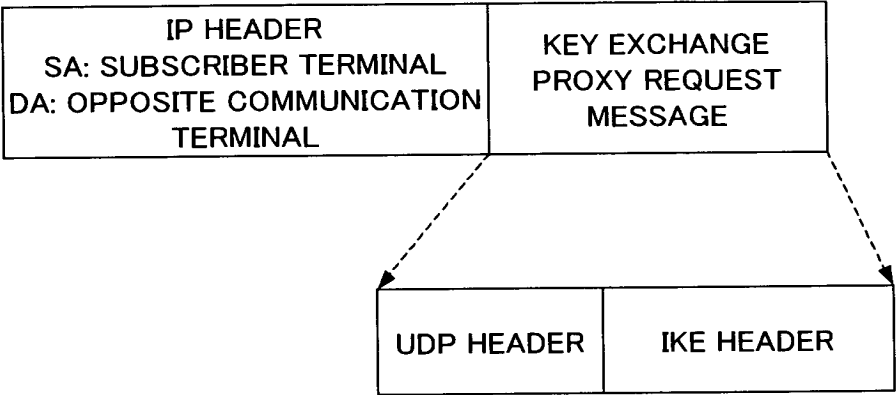 IP HEADER
SA: SUBSCRIBER TERMINAL
DA: OPPOSITE COMMUNICATION
TERMINAL
KEY EXCHANGE
PROXY REQUEST
MESSAGE
UDP HEADER
IKE HEADER